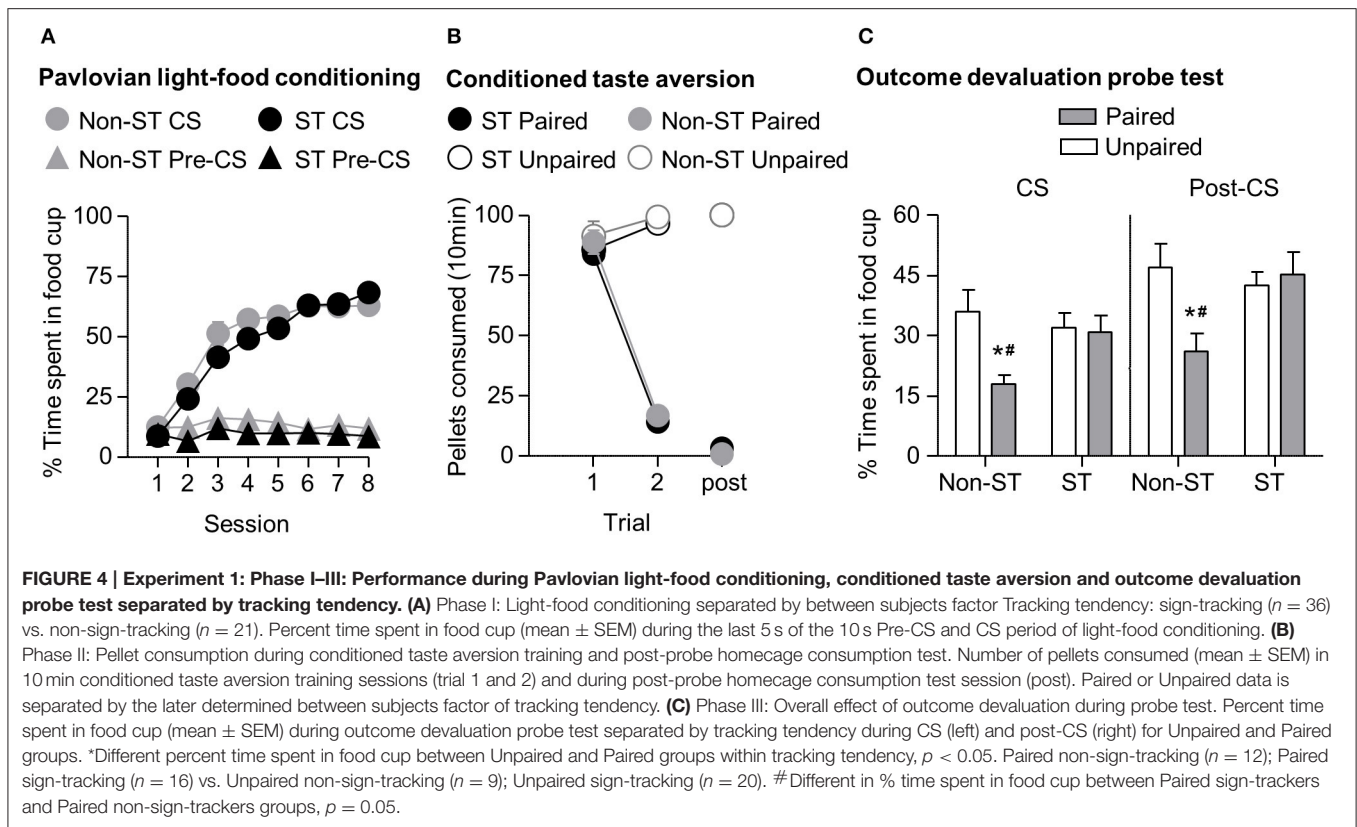 A
Pavlovian light-food conditioning
Non-ST CS ST CS
Non-ST Pre-CS ST Pre-CS
% Time spent in food cup
100
75
50
25
0
1 2 3 4 5 6 7 8
Session
B
Conditioned taste aversion
ST Paired Non-ST Paired
ST Unpaired Non-ST Unpaired
Pellets consumed (10min)
100
75
50
25
0
1 2 post
Trial
C
Outcome devaluation probe test
Paired
Unpaired
CS Post-CS
% Time spent in food cup
60
45
30
15
0
*# *#
Non-ST ST Non-ST ST
FIGURE 4 | Experiment 1: Phase I–III: Performance during Pavlovian light-food conditioning, conditioned taste aversion and outcome devaluation
probe test separated by tracking tendency. (A) Phase I: Light-food conditioning separated by between subjects factor Tracking tendency: sign-tracking (n = 36)
vs. non-sign-tracking (n = 21). Percent time spent in food cup (mean ± SEM) during the last 5 s of the 10 s Pre-CS and CS period of light-food conditioning. (B)
Phase II: Pellet consumption during conditioned taste aversion training and post-probe homecage consumption test. Number of pellets consumed (mean ± SEM) in
10 min conditioned taste aversion training sessions (trial 1 and 2) and during post-probe homecage consumption test session (post). Paired or Unpaired data is
separated by the later determined between subjects factor of tracking tendency. (C) Phase III: Overall effect of outcome devaluation during probe test. Percent time
spent in food cup (mean ± SEM) during outcome devaluation probe test separated by tracking tendency during CS (left) and post-CS (right) for Unpaired and Paired
groups. *Different percent time spent in food cup between Unpaired and Paired groups within tracking tendency, p < 0.05. Paired non-sign-tracking (n = 12); Paired
sign-tracking (n = 16) vs. Unpaired non-sign-tracking (n = 9); Unpaired sign-tracking (n = 20). #Different in % time spent in food cup between Paired sign-trackers
and Paired non-sign-trackers groups, p = 0.05.